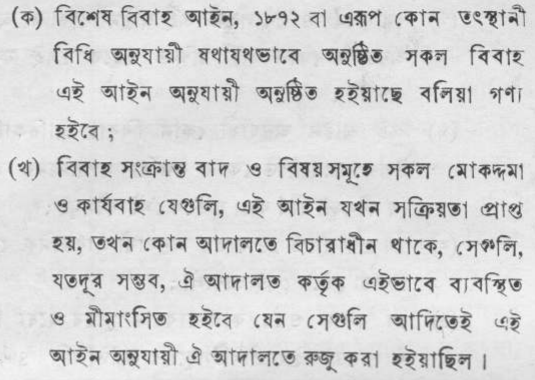 (ক) বিশেষ বিবাহ আইন, ১৮৭২ বা এরূপ কোন তৎস্থানী
বিধি অনুযায়ী যথাযথভাবে অনুষ্ঠিত সকল বিবাহ
এই আইন অনুযায়ী অনুষ্ঠিত হইয়াছে বলিয়া গণ্য
হইবে ;
(খ) বিবাহ সংক্রান্ত বাদ ও বিষয়সমূহে সকল মোকদ্দমা
ও কার্যবাহ যেগুলি, এই আইন যখন সক্রিয়তা প্রাপ্ত
হয়, তখন কোন আদালতে বিচারাধীন থাকে, সেগুলি,
যতদূর সম্ভব, ঐ আদালত কর্তৃক এইভাবে ব্যবস্থিত
ও মীমাংসিত হইবে যেন সেগুলি আদিতেই এই
আইন অনুযায়ী ঐ আদালতে রুজু করা হইয়াছিল ।